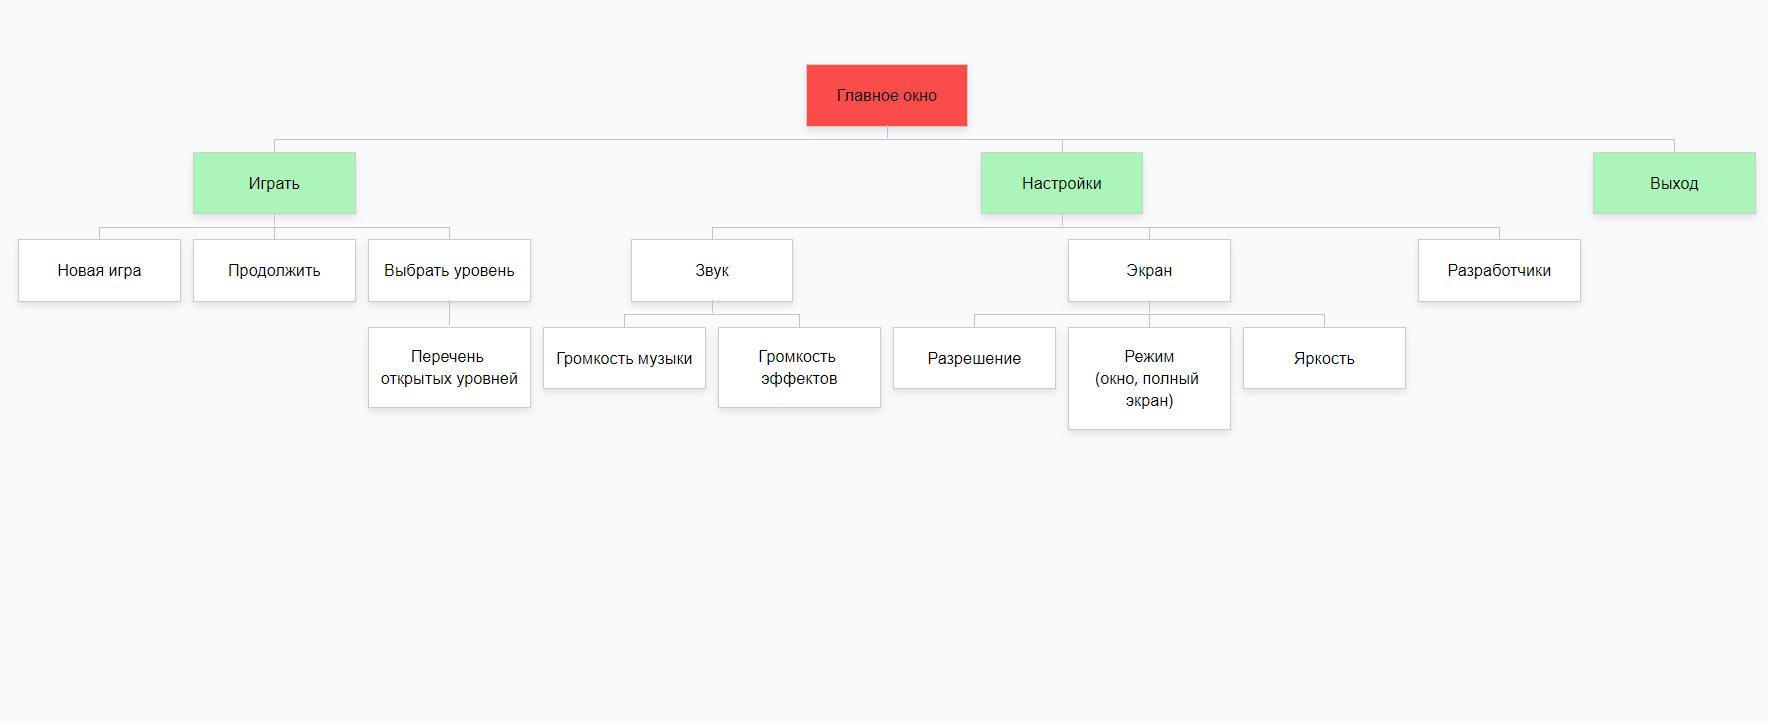 Главное окно
Играть
Настройки
Выход
Новая игра
Продолжить
Выбрать уровень
Звук
Экран
Разработчики
Перечень
открытых уровней
Громкость музыки
Громкость
эффектов
Разрешение
Режим
(окно, полный
экран)
Яркость